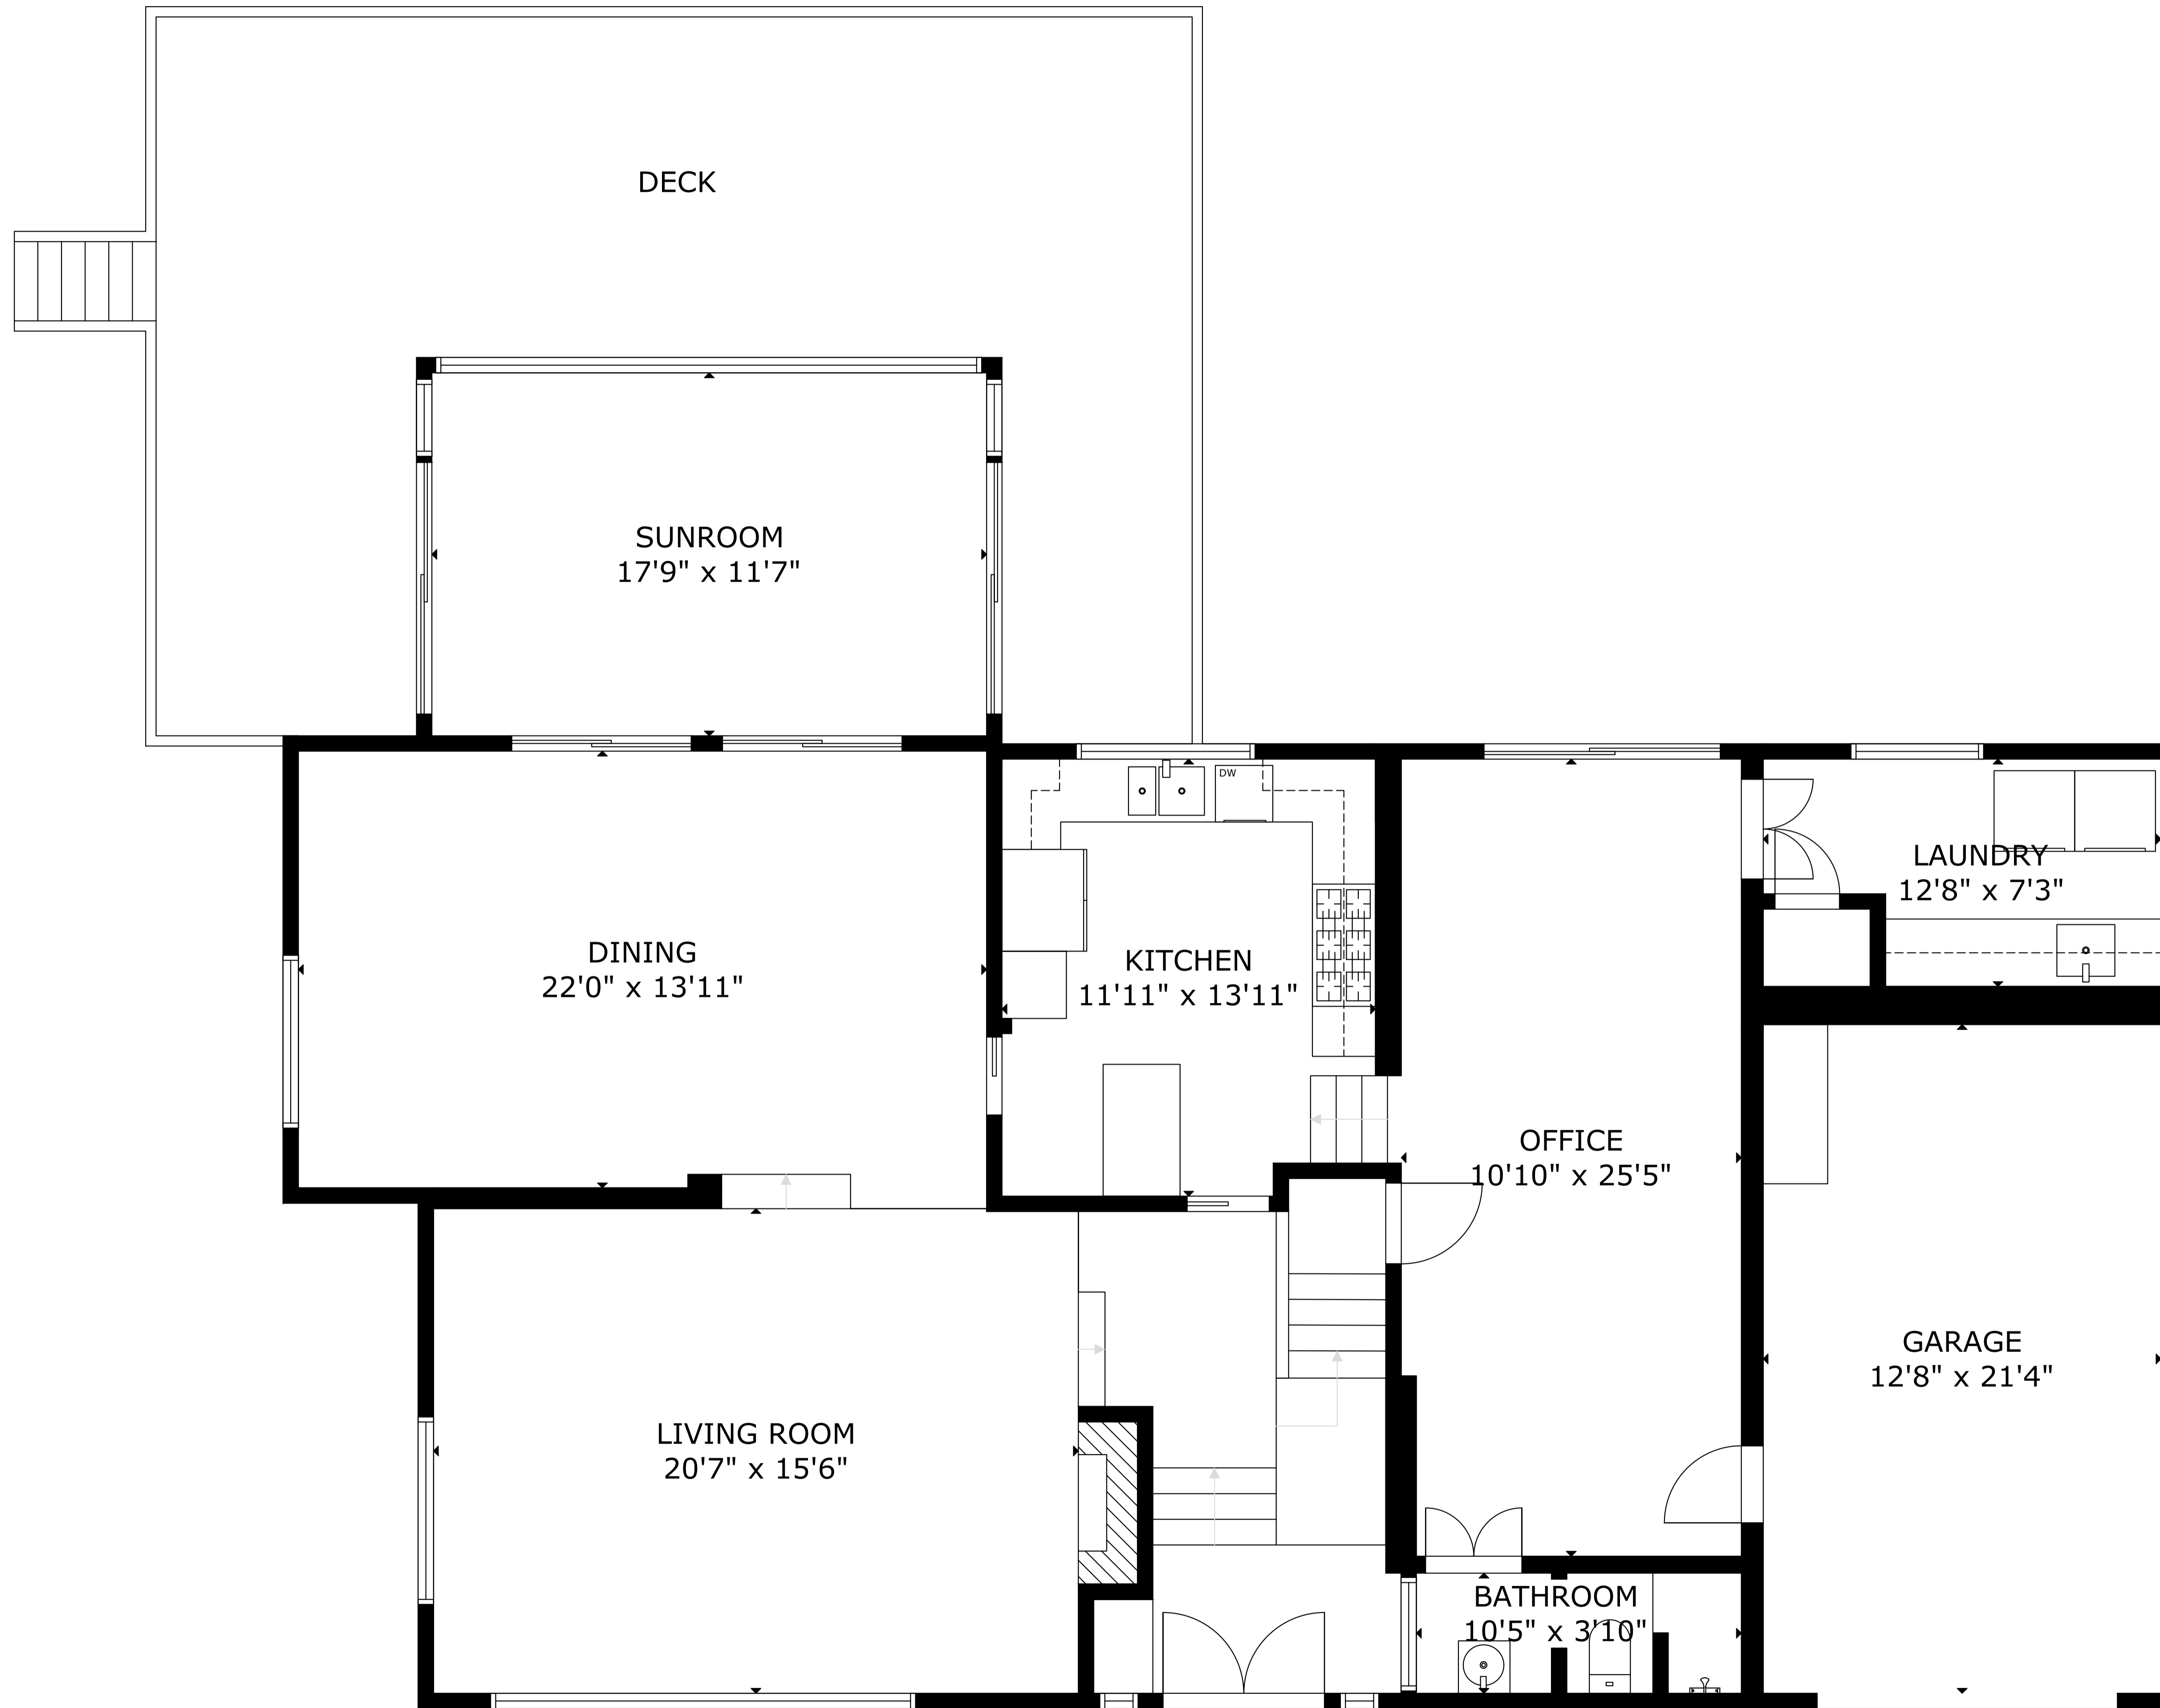 DECK
SUNROOM
17'9" x 11'7"
DW
LAUNDRY
12'8" x 7'3"
DINING
22'0" x 13'11"
KITCHEN
11'11" x 13'11"
OFFICE
10'10" x 25'5"
GARAGE
12'8" x 21'4"
LIVING ROOM
20'7" x 15'6"
BATHROOM
10'5" x 3'10"